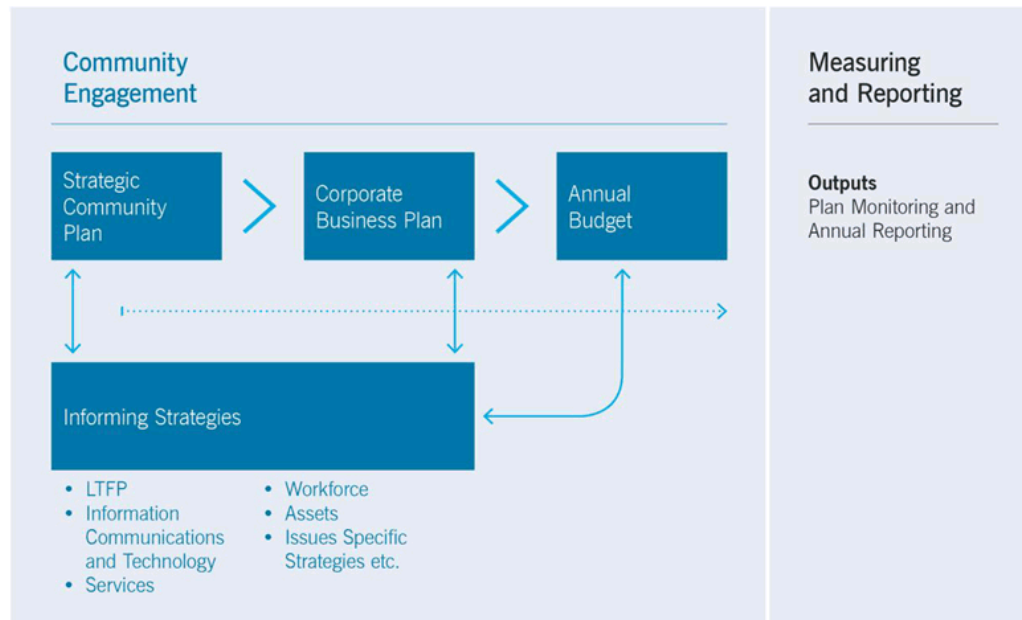 Community
Engagement
Measuring
and Reporting
Strategic
Community
Plan
Corporate
Business Plan
Annual
Budget
Outputs
Plan Monitoring and
Annual Reporting
Informing Strategies
• LTFP
• Information
Communications
and Technology
• Services
• Workforce
• Assets
• Issues Specific
Strategies etc.